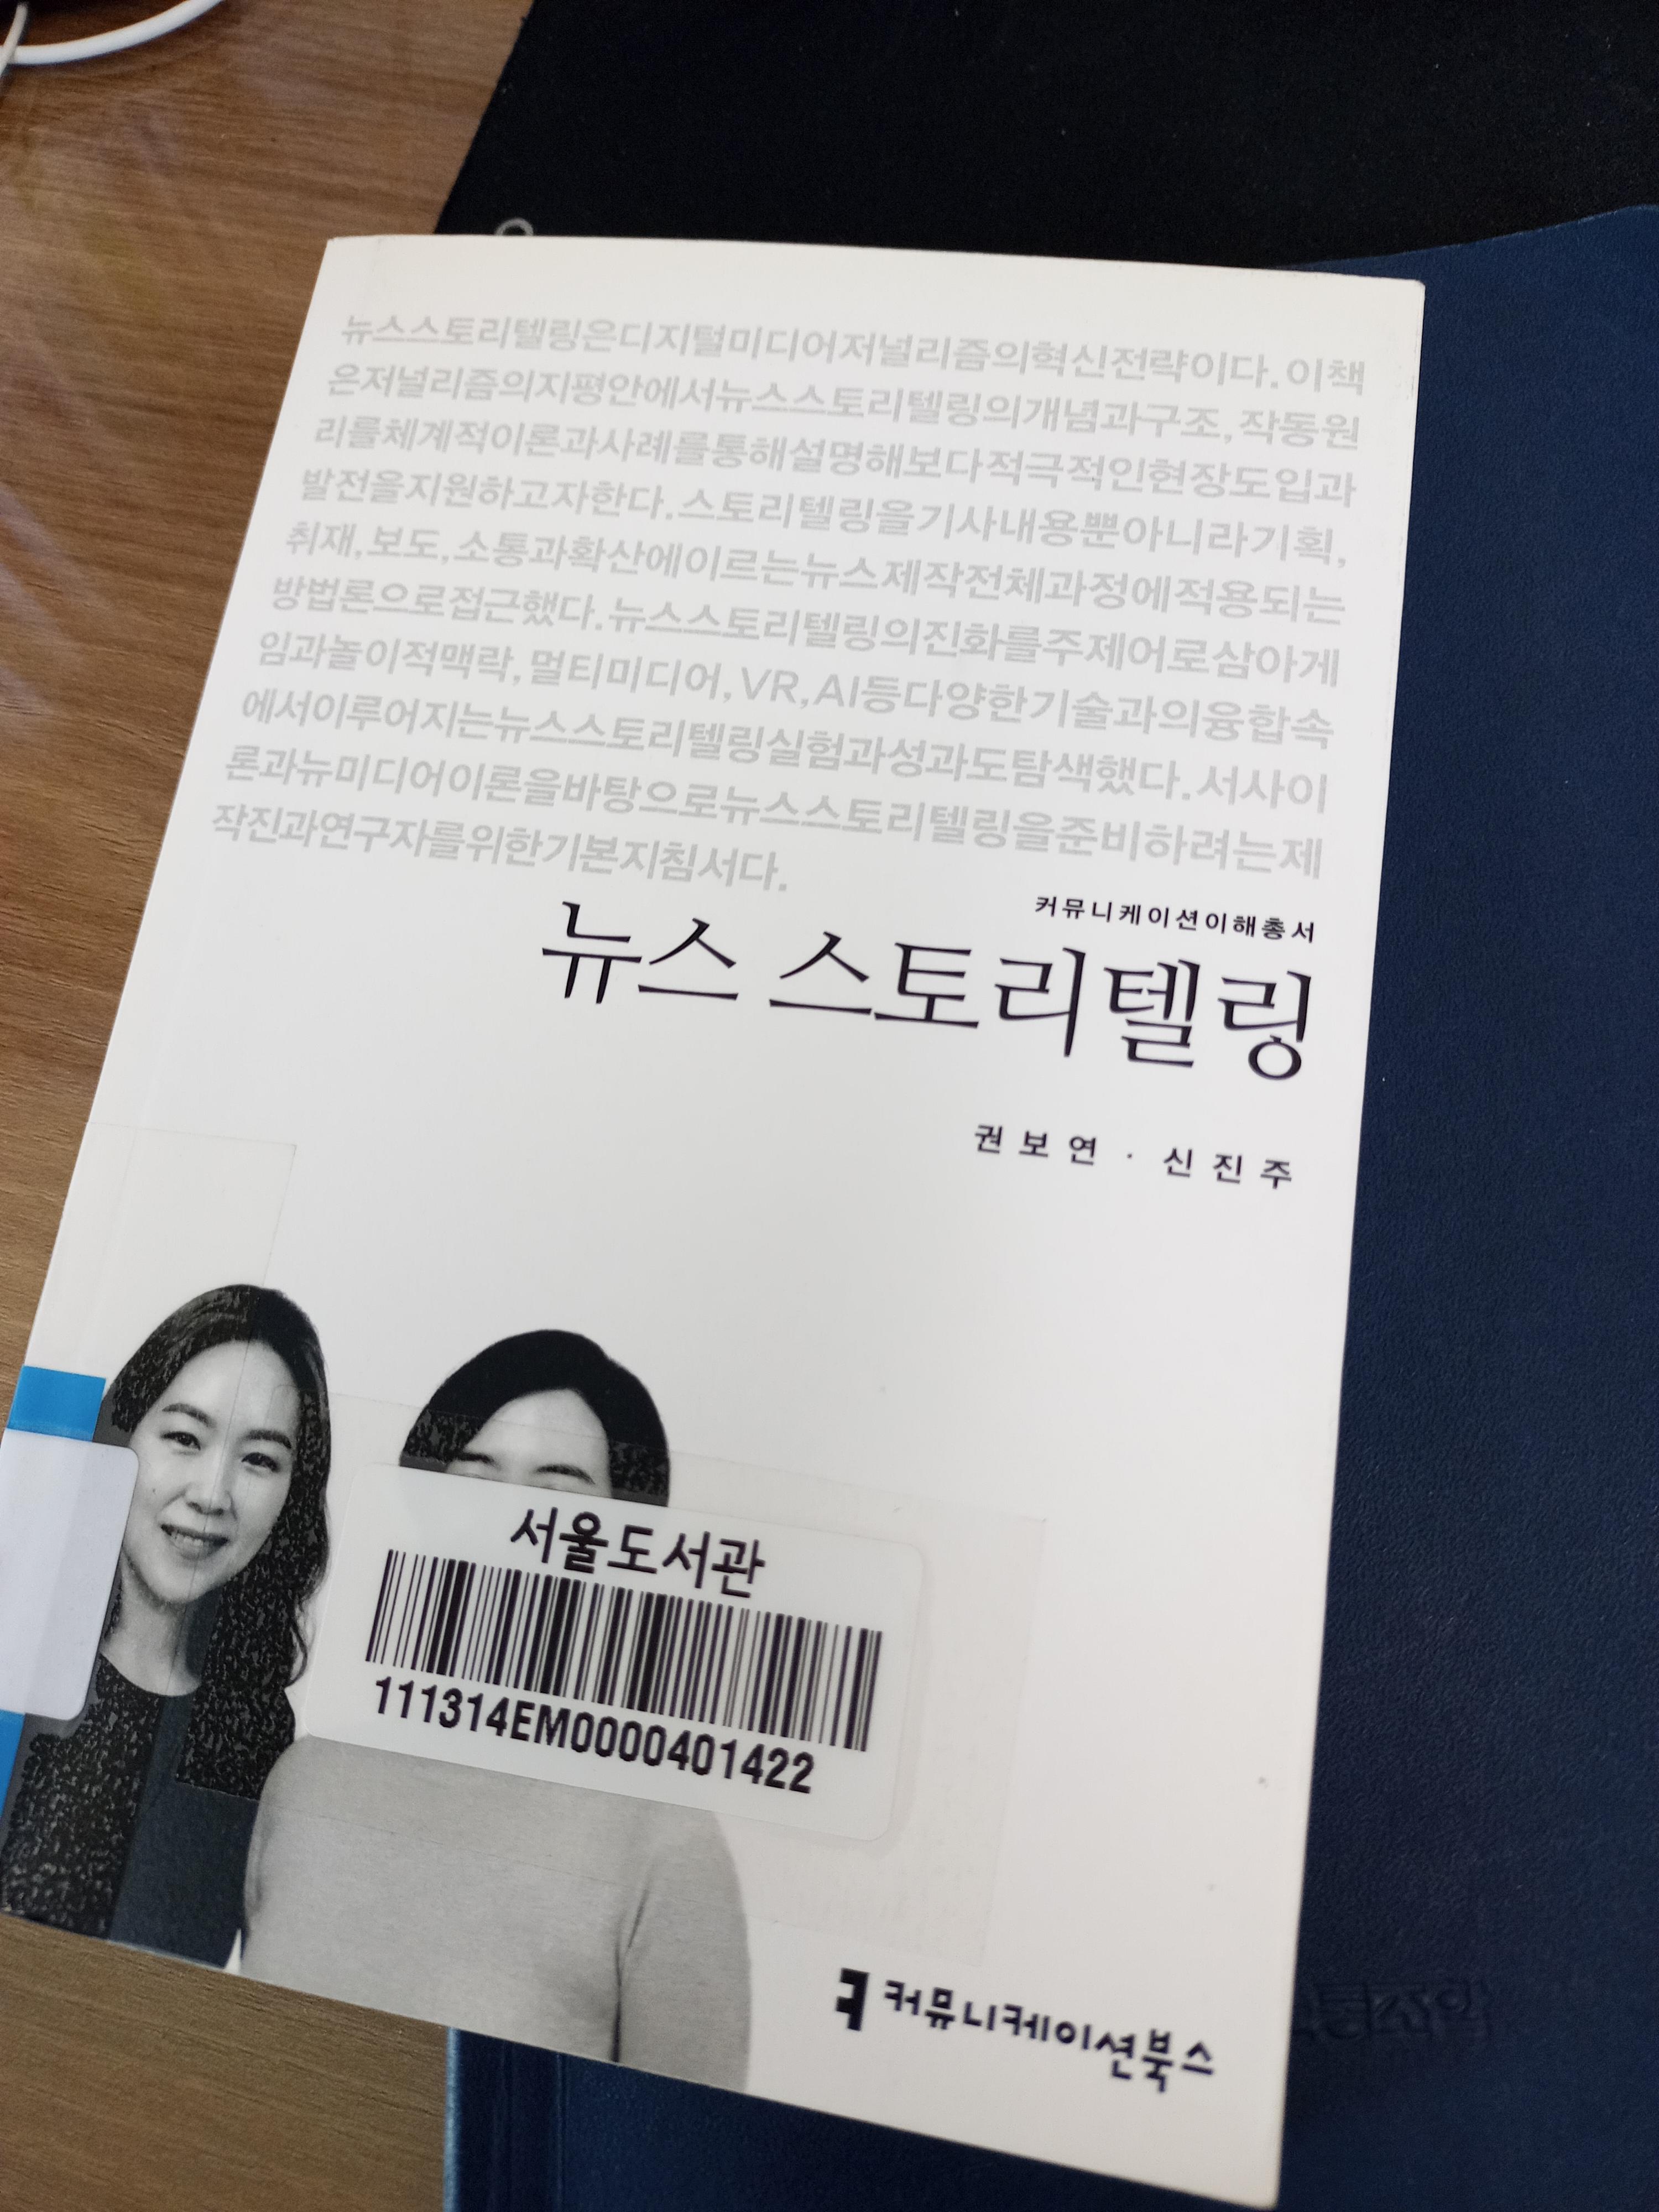 뉴스스토리텔링은디지털미디어저널리즘의혁신전략이다.이책
은저널리즘의지평안에서뉴스스토리텔링의개념과구조,작동원
리를체계적이론과사례를통해설명해보다적극적인현장도입과
발전을지원하고자한다.스토리텔링을기사내용뿐아니라기획,
취재,보도,소통과확산에이르는뉴스제작전체과정에적용되는
방법론으로접근했다.뉴스스토리텔링의진화를주제어로삼아게
임과놀이적맥락,멀티미디어,VR,AI등다양한기술과의융합속
에서이루어지는뉴스스토리텔링실험과성과도탐색했다.서사이
론과뉴미디어이론을바탕으로뉴스스토리텔링을준비하려는제
작진과연구자를위한기본지침서다.
커뮤니케이션이해총서
뉴스 스토리텔링
권보연 · 신진주
서울도서관
111314EM0000401422
커뮤니케이션북스